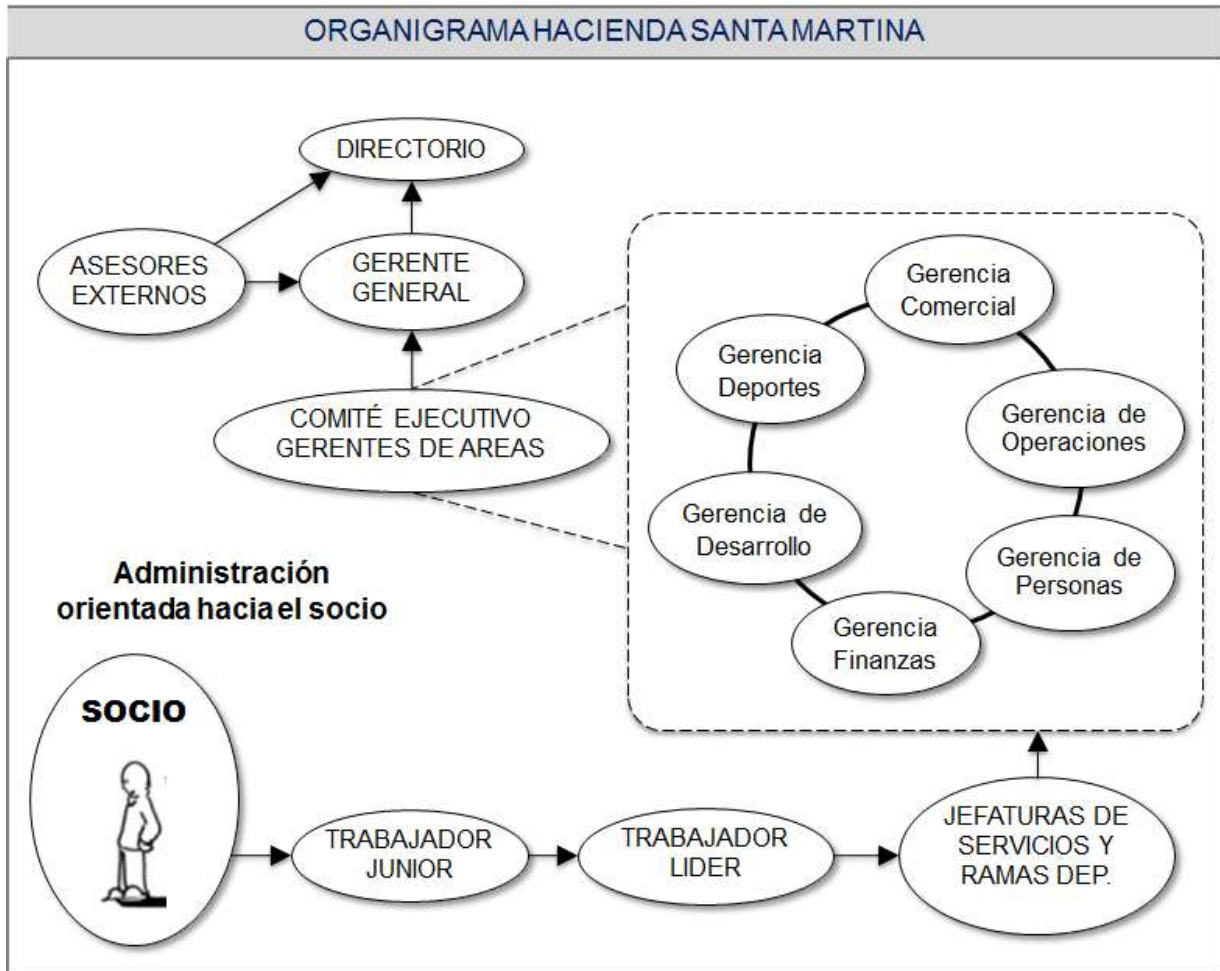 ORGANIGRAMA HACIENDA SANTA MARTINA
DIRECTORIO
ASESORES
EXTERNOS
GERENTE
GENERAL
COMITÉ EJECUTIVO
GERENTES DE AREAS
Gerencia
Comercial
Gerencia
Deportes
Gerencia de
Operaciones
Gerencia de
Desarrollo
Gerencia de
Personas
Gerencia
Finanzas
Administración
orientada hacia el socio
SOCIO
TRABAJADOR
JUNIOR
TRABAJADOR
LIDER
JEFATURAS DE
SERVICIOS Y
RAMAS DEP.